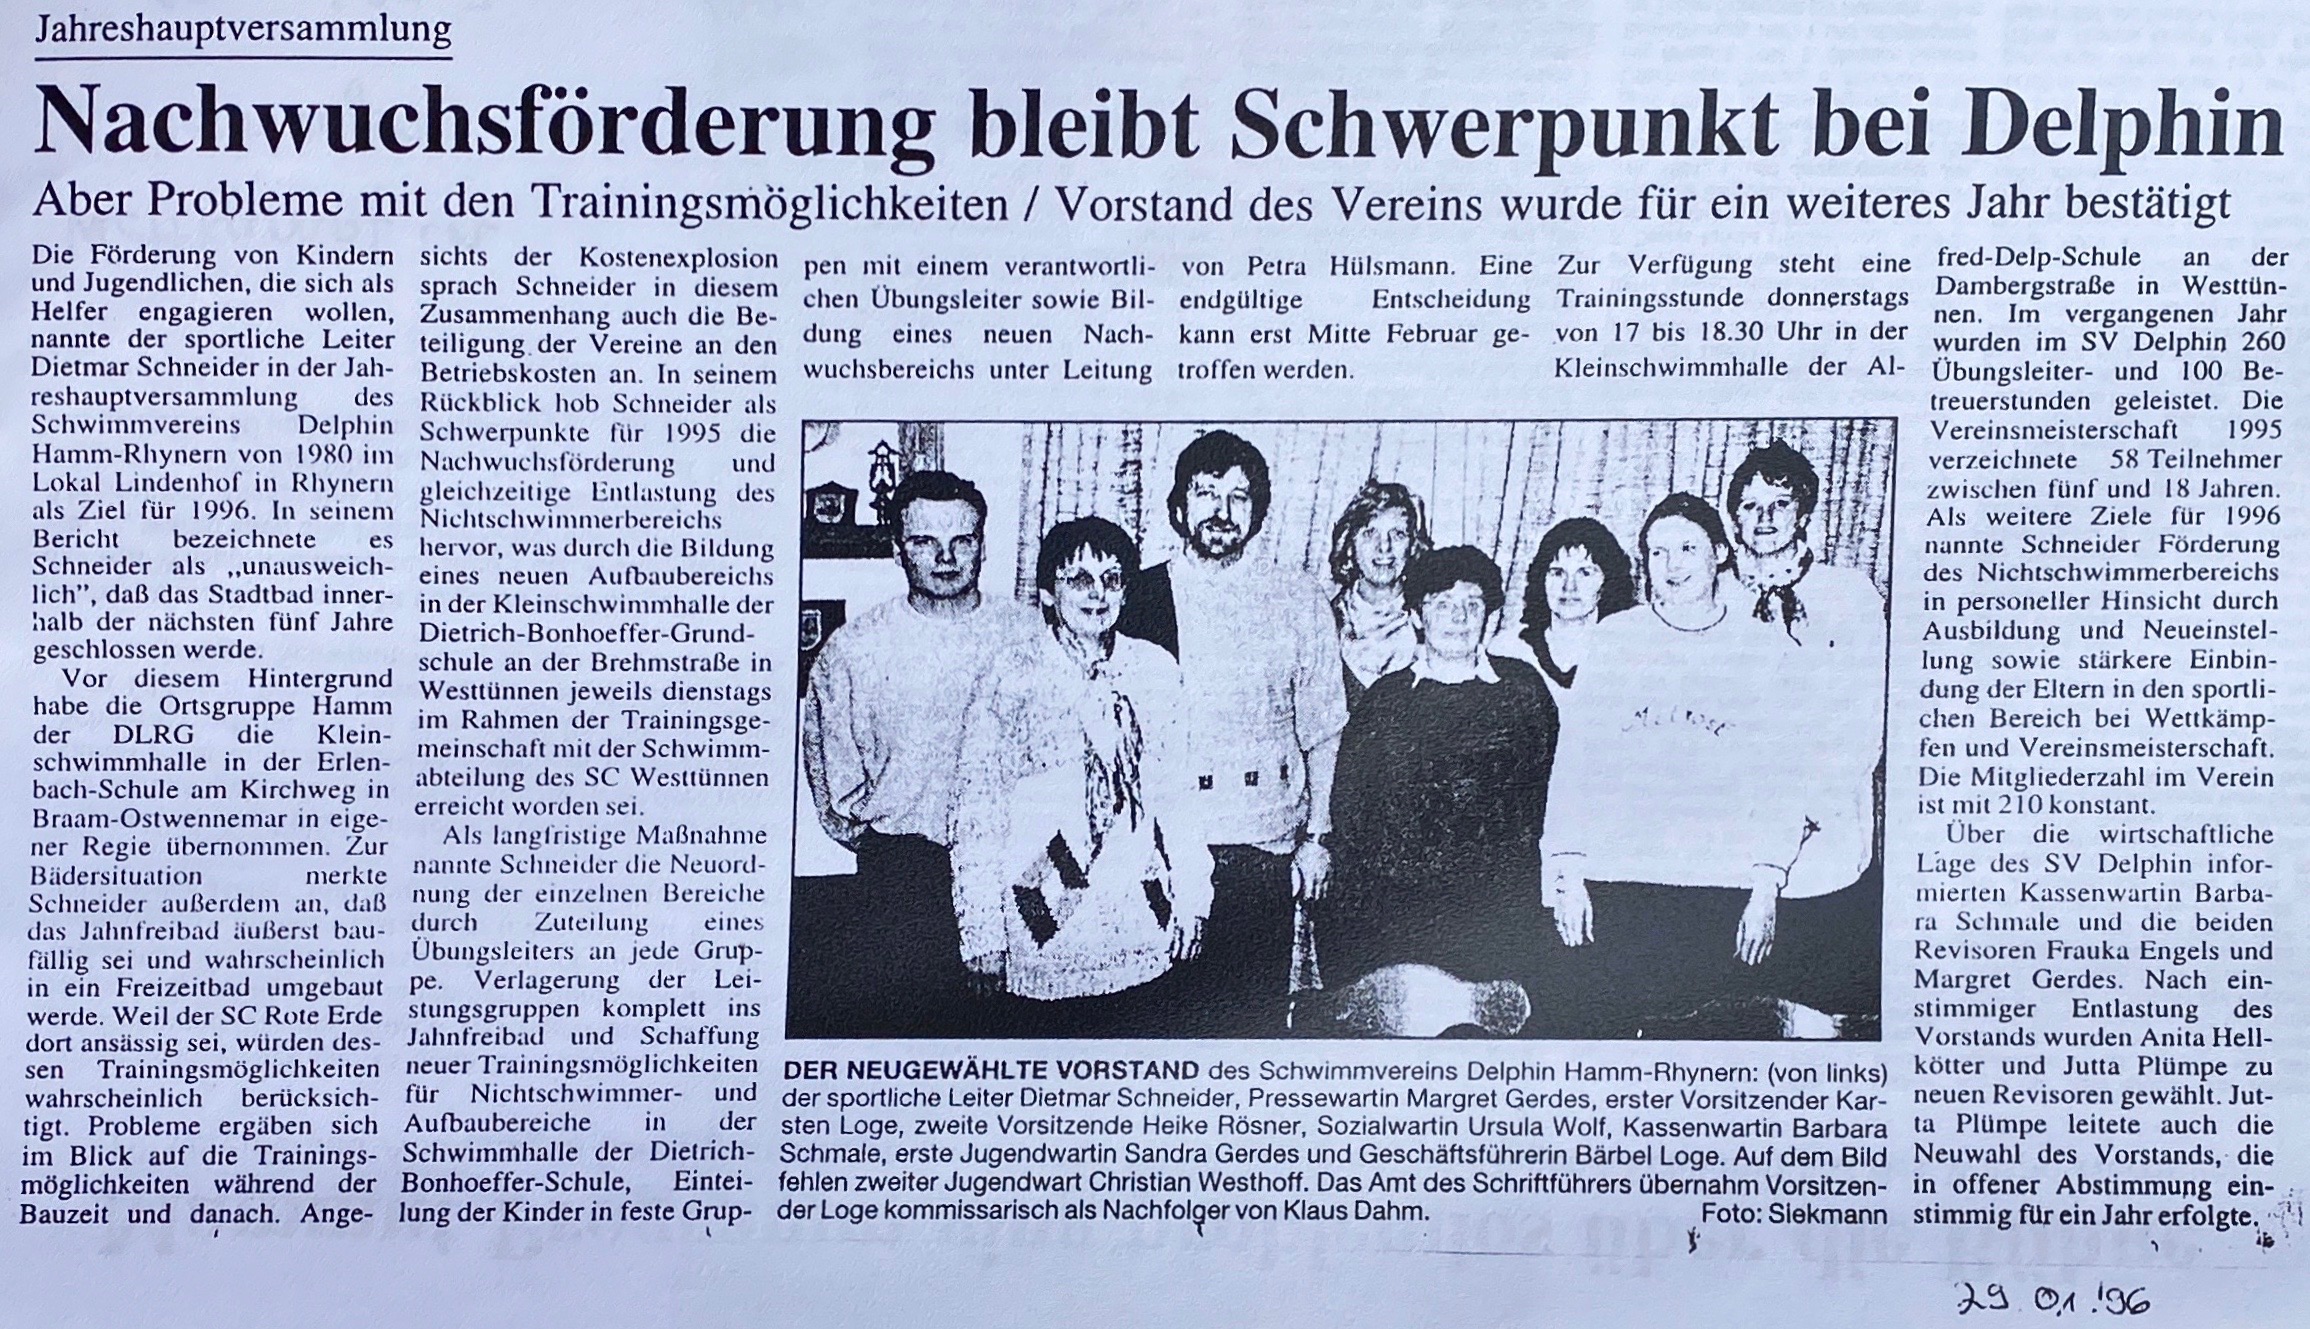 Jahreshauptversammlung
Nachwuchsförderung bleibt Schwerpunkt bei Delphin
Aber Probleme mit den Trainingsmöglichkeiten / Vorstand des Vereins wurde für ein weiteres Jahr bestätigt
Die Förderung von Kindern
und Jugendlichen, die sich als
Helfer engagieren wollen,
nannte der sportliche Leiter
Dietmar Schneider in der Jah-
reshauptversammlung des
Schwimmvereins Delphin
Hamm-Rhynern von 1980 im
Lokal Lindenhof in Rhynern
als Ziel für 1996. In seinem
Bericht bezeichnete es
Schneider als „unausweich-
lich”, daß das Stadtbad inner-
halb der nächsten fünf Jahre
geschlossen werde.
Vor diesem Hintergrund
habe die Ortsgruppe Hamm
der DLRG die Klein-
schwimmhalle in der Erlen-
bach-Schule am Kirchweg in
Braam-Ostwennemar in eige-
ner Regie übernommen. Zur
Bädersituation merkte
Schneider außerdem an, daß
das Jahnfreibad äußerst bau-
fällig sei und wahrscheinlich
in ein Freizeitbad umgebaut
werde. Weil der SC Rote Erde
dort ansässig sei, würden des-
sen Trainingsmöglichkeiten
wahrscheinlich berücksich-
tigt. Probleme ergäben sich
im Blick auf die Trainings-
möglichkeiten während der
Bauzeit und danach. Ange-
sichts der Kostenexplosion
sprach Schneider in diesem
Zusammenhang auch die Be-
teiligung der Vereine an den
Betriebskosten an. In seinem
Rückblick hob Schneider als
Schwerpunkte für 1995 die
Nachwuchsförderung und
gleichzeitige Entlastung des
Nichtschwimmerbereichs
hervor, was durch die Bildung
eines neuen Aufbaubereichs
in der Kleinschwimmhalle der
Dietrich-Bonhoeffer-Grund-
schule an der Brehmstraße in
Westtünnen jeweils dienstags
im Rahmen der Trainingsge-
meinschaft mit der Schwimm-
abteilung des SC Westtünnen
erreicht worden sei.
Als langfristige Maßnahme
nannte Schneider die Neuord-
nung der einzelnen Bereiche
durch Zuteilung eines
Übungsleiters an jede Grup-
pe. Verlagerung der Lei-
stungsgruppen komplett ins
Jahnfreibad und Schaffung
neuer Trainingsmöglichkeiten
für Nichtschwimmer- und
Aufbaubereiche in der
Schwimmhalle der Dietrich-
Bonhoeffer-Schule, Eintei-
lung der Kinder in feste Grup-
pen mit einem verantwortli-
chen Übungsleiter sowie Bil-
dung eines neuen Nach-
wuchsbereichs unter Leitung
von Petra Hülsmann. Eine
endgültige Entscheidung
kann erst Mitte Februar ge-
troffen werden.
Zur Verfügung steht eine
Trainingsstunde donnerstags
von 17 bis 18.30 Uhr in der
Kleinschwimmhalle der Al-
fred-Delp-Schule an der
Dambergstraße in Westtün-
nen. Im vergangenen Jahr
wurden im SV Delphin 260
Übungsleiter- und 100 Be-
treuerstunden geleistet. Die
Vereinsmeisterschaft 1995
verzeichnete 58 Teilnehmer
zwischen fünf und 18 Jahren.
Als weitere Ziele für 1996
nannte Schneider Förderung
des Nichtschwimmerbereichs
in personeller Hinsicht durch
Ausbildung und Neueinstel-
lung sowie stärkere Einbin-
dung der Eltern in den sportli-
chen Bereich bei Wettkämp-
fen und Vereinsmeisterschaft.
Die Mitgliederzahl im Verein
ist mit 210 konstant.
Über die wirtschaftliche
Lage des SV Delphin infor-
mierten Kassenwartin Barba-
ra Schmale und die beiden
Revisoren Frauka Engels und
Margret Gerdes. Nach ein-
stimmiger Entlastung des
Vorstands wurden Anita Hell-
kötter und Jutta Plümpe zu
neuen Revisoren gewählt. Jut-
ta Plümpe leitete auch die
Neuwahl des Vorstands, die
in offener Abstimmung ein-
stimmig für ein Jahr erfolgte.
Melrose
DER NEUGEWÄHLTE VORSTAND des Schwimmvereins Delphin Hamm-Rhynern: (von links)
der sportliche Leiter Dietmar Schneider, Pressewartin Margret Gerdes, erster Vorsitzender Kar-
sten Loge, zweite Vorsitzende Heike Rösner, Sozialwartin Ursula Wolf, Kassenwartin Barbara
Schmale, erste Jugendwartin Sandra Gerdes und Geschäftsführerin Bärbel Loge. Auf dem Bild
fehlen zweiter Jugendwart Christian Westhoff. Das Amt des Schriftführers übernahm Vorsitzen-
der Loge kommissarisch als Nachfolger von Klaus Dahm. Foto: Siekmann
29.01.'96